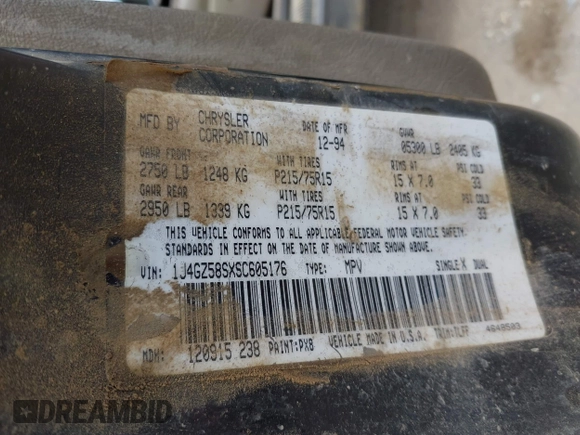 MFD BY CHRYSLER CORPORATION DATE OF MFR 12-94 GVWR 05300 LB 2405 KG
GAWR FRONT WITH TIRES RIMS AT PSI COLD
2750 LB 1248 KG P215/75R15 15 X 7.0 33
GAWR REAR WITH TIRES RIMS AT PSI COLD
2950 LB 1339 KG P215/75R15 15 X 7.0 33
THIS VEHICLE CONFORMS TO ALL APPLICABLE FEDERAL MOTOR VEHICLE SAFETY
STANDARDS IN EFFECT ON THE DATE OF MANUFACTURE SHOWN ABOVE.
VIN: 1J4GZ58SXSC605176 TYPE: MPV SINGLE X DUAL
MDH: 120915 238 PAINT:PX8 VEHICLE MADE IN U.S.A. TRIM:TLFF 4648503
DREAMBID